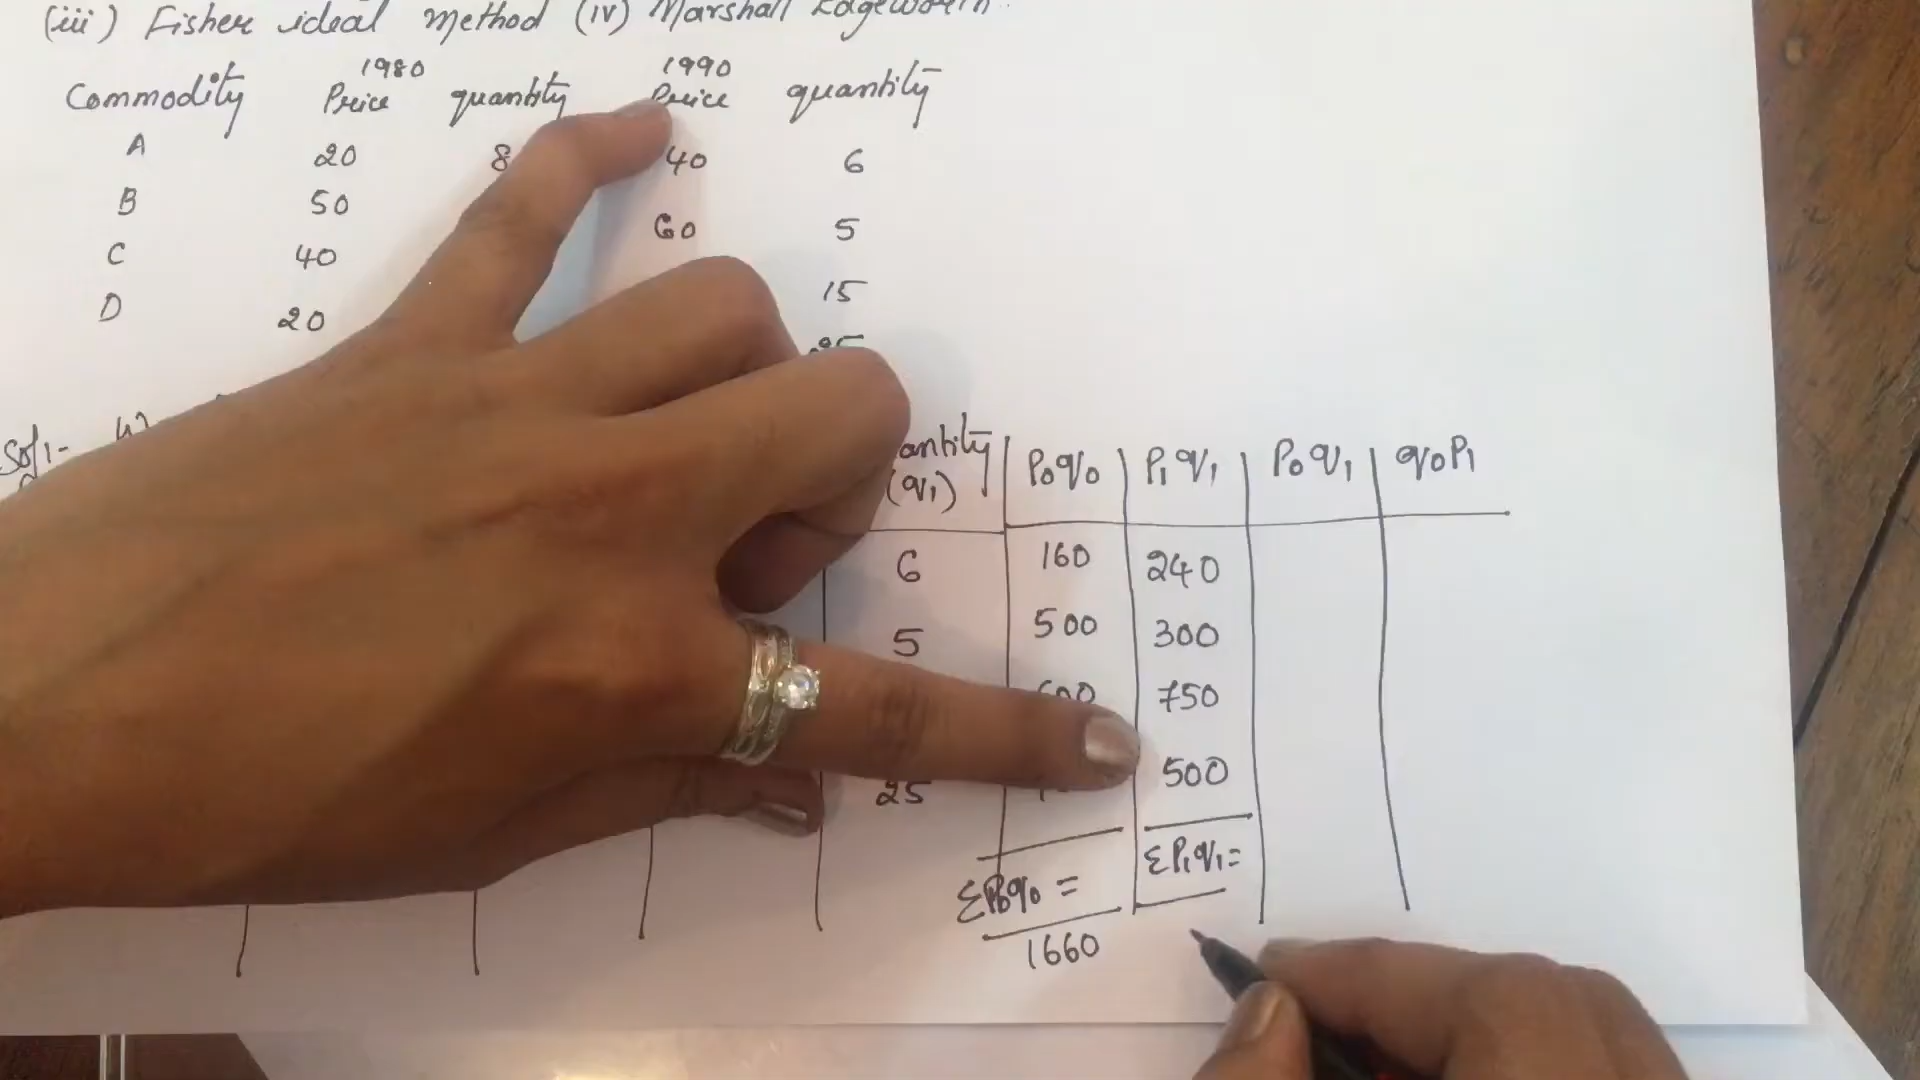 (iii) Fisher ideal method (iv) Marshall Edgeworth.
1980 1990
Commodity Price quantity Price quantity
A 20 8 40 6
B 50 60 5
C 40 15
D 20 25
Sol:-
antity
(q1) P0q0 P1q1 P0q1 q0P1
6 160 240
5 500 300
600 750
25 500
ΣP0q0 = ΣP1q1=
1660